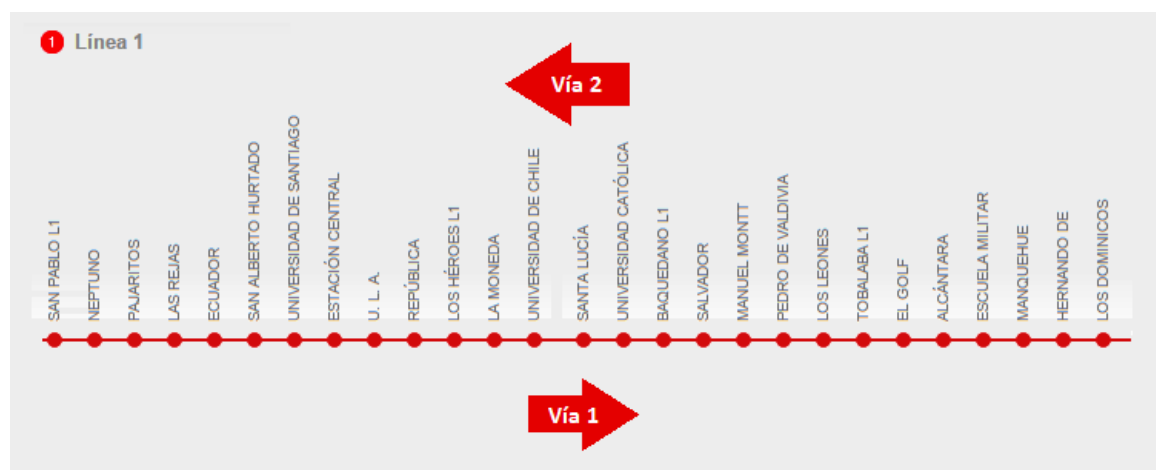 1 Línea 1
Vía 2
SAN PABLO L1
NEPTUNO
PAJARITOS
LAS REJAS
ECUADOR
SAN ALBERTO HURTADO
UNIVERSIDAD DE SANTIAGO
ESTACIÓN CENTRAL
U. L. A.
REPÚBLICA
LOS HÉROES L1
LA MONEDA
UNIVERSIDAD DE CHILE
SANTA LUCÍA
UNIVERSIDAD CATÓLICA
BAQUEDANO L1
SALVADOR
MANUEL MONTT
PEDRO DE VALDIVIA
LOS LEONES
TOBALABA L1
EL GOLF
ALCÁNTARA
ESCUELA MILITAR
MANQUEHUE
HERNANDO DE
LOS DOMINICOS
Vía 1